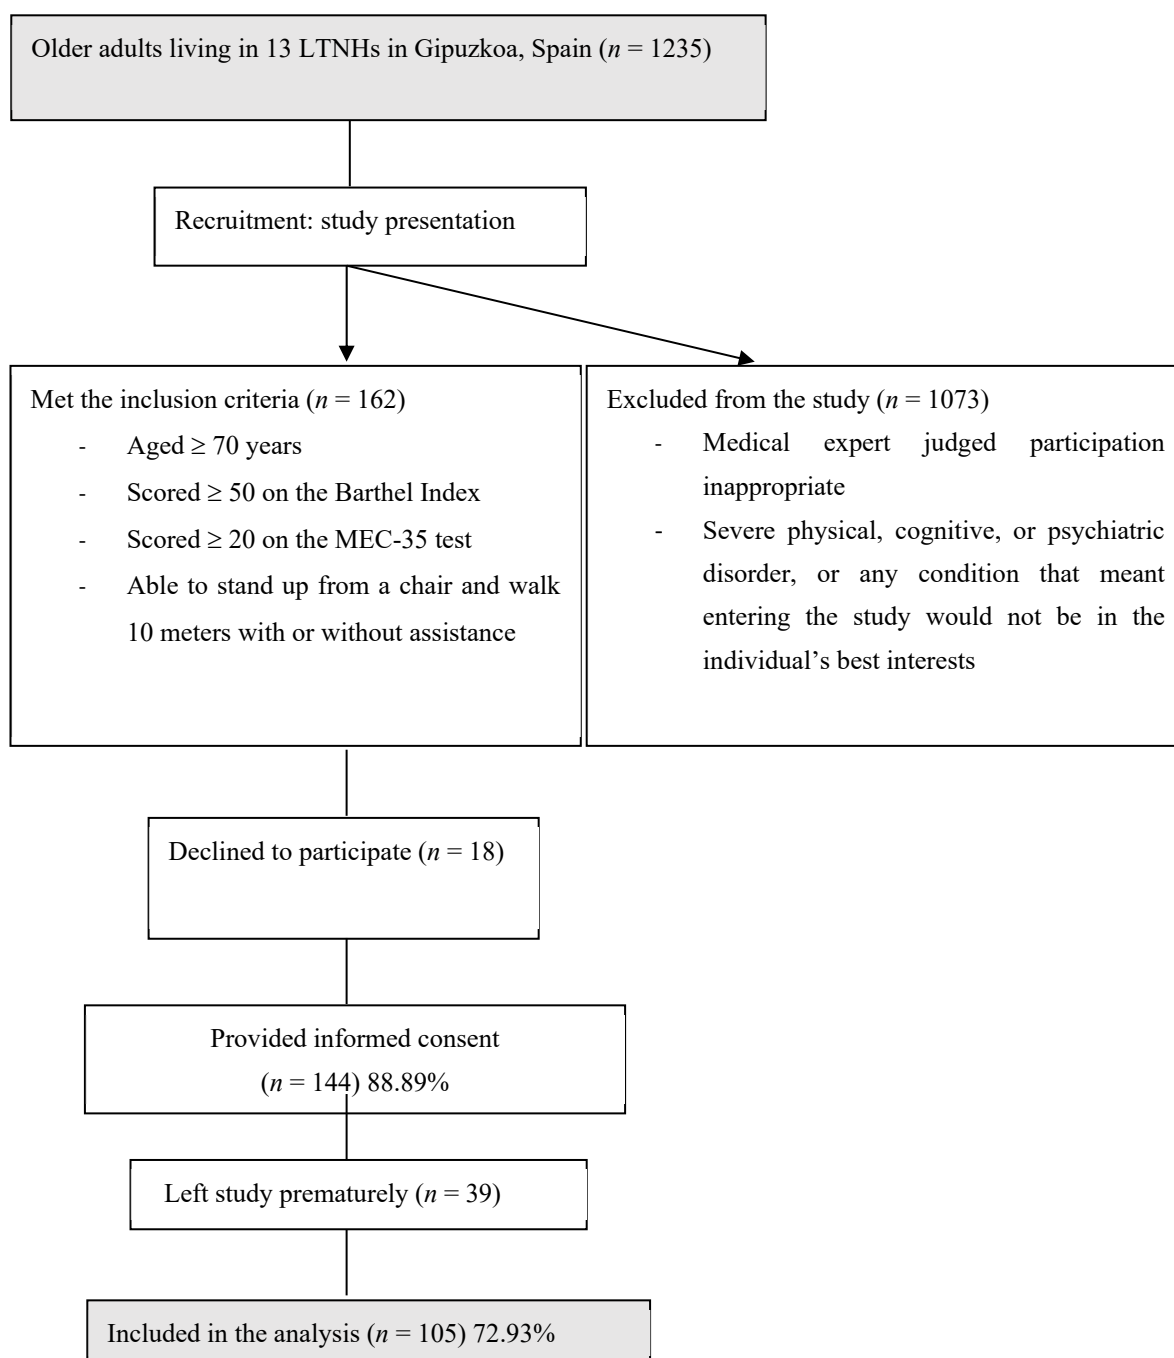 Older adults living in 13 LTNHs in Gipuzkoa, Spain (n = 1235)
Recruitment: study presentation
Met the inclusion criteria (n = 162)
- Aged ≥ 70 years
- Scored ≥ 50 on the Barthel Index
- Scored ≥ 20 on the MEC-35 test
- Able to stand up from a chair and walk
10 meters with or without assistance
Excluded from the study (n = 1073)
- Medical expert judged participation
inappropriate
- Severe physical, cognitive, or psychiatric
disorder, or any condition that meant
entering the study would not be in the
individual’s best interests
Declined to participate (n = 18)
Provided informed consent
(n = 144) 88.89%
Left study prematurely (n = 39)
Included in the analysis (n = 105) 72.93%